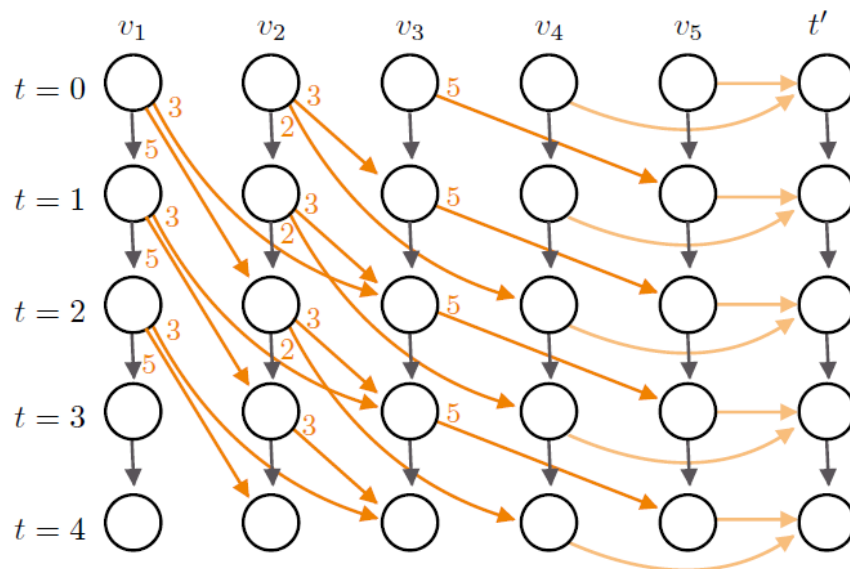 v₁ v₂ v₃ v₄ v₅ t′
t = 0
3 3 5
5 2
t = 1
3 3 5
5 2
t = 2
3 3 5
5 2
t = 3
3 5
t = 4